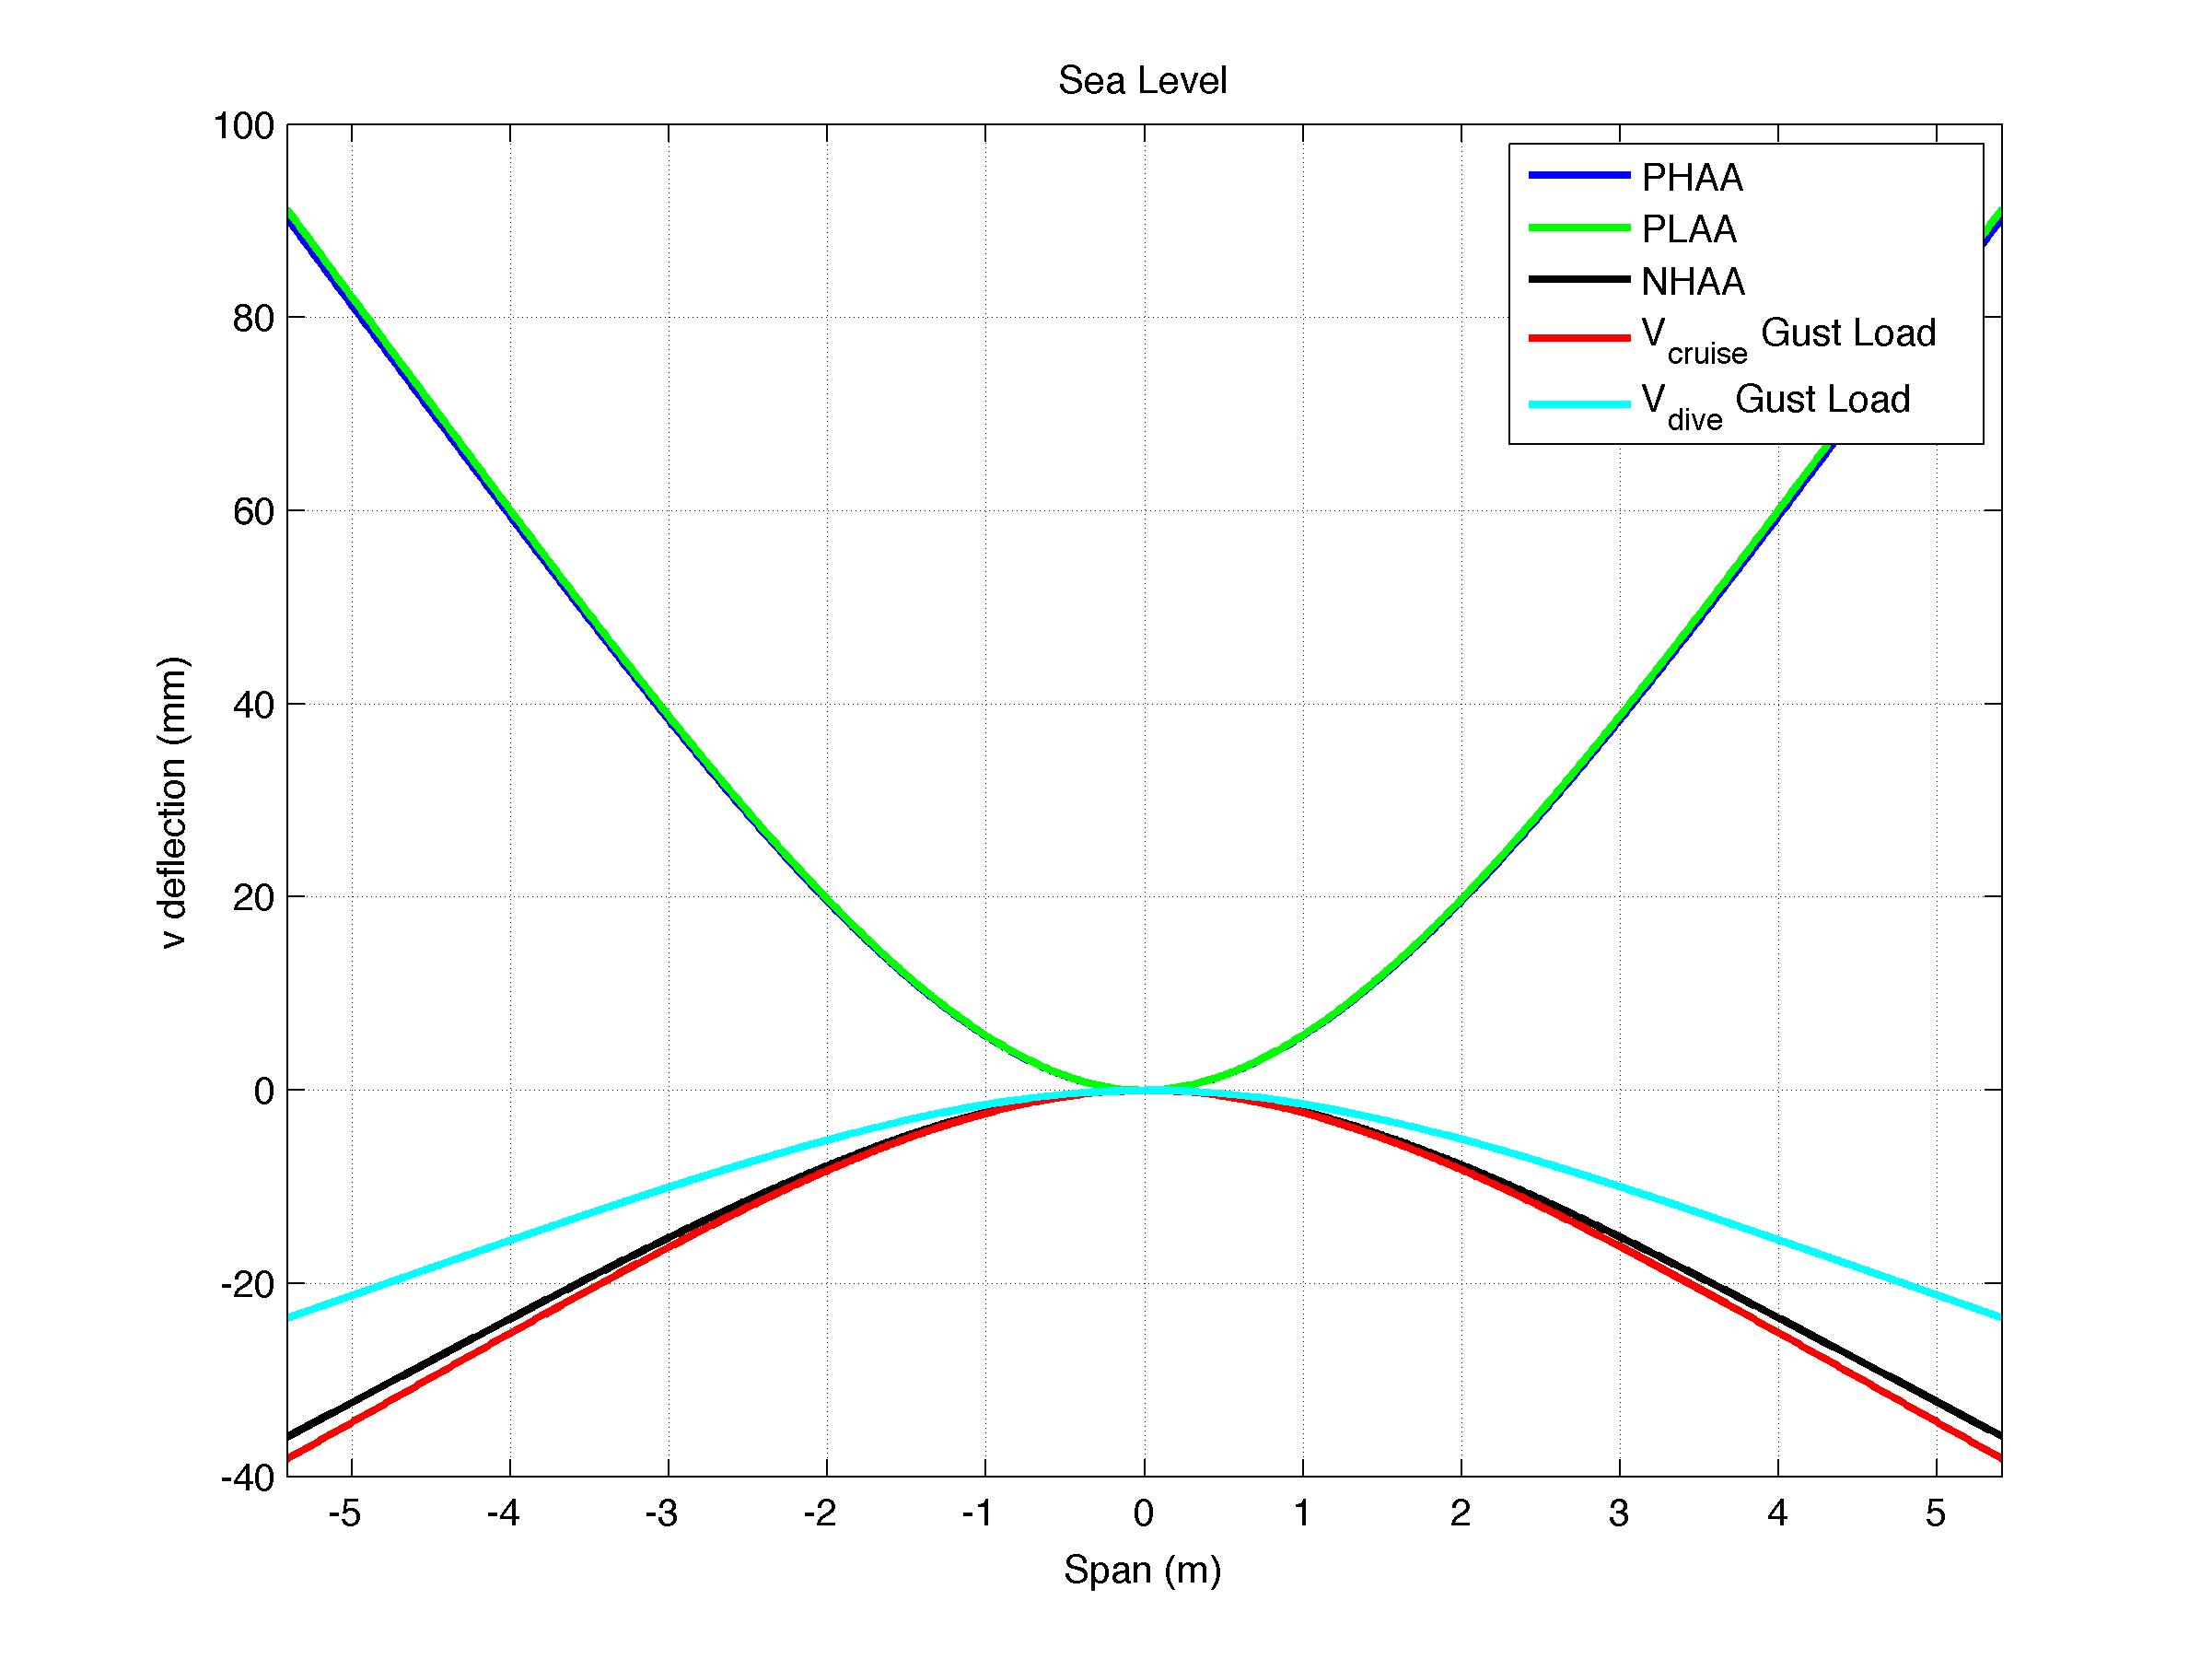 Sea Level
100
80
60
40
20
0
-20
-40
v deflection (mm)
PHAA
PLAA
NHAA
Vcruise Gust Load
Vdive Gust Load
-5 -4 -3 -2 -1 0 1 2 3 4 5
Span (m)